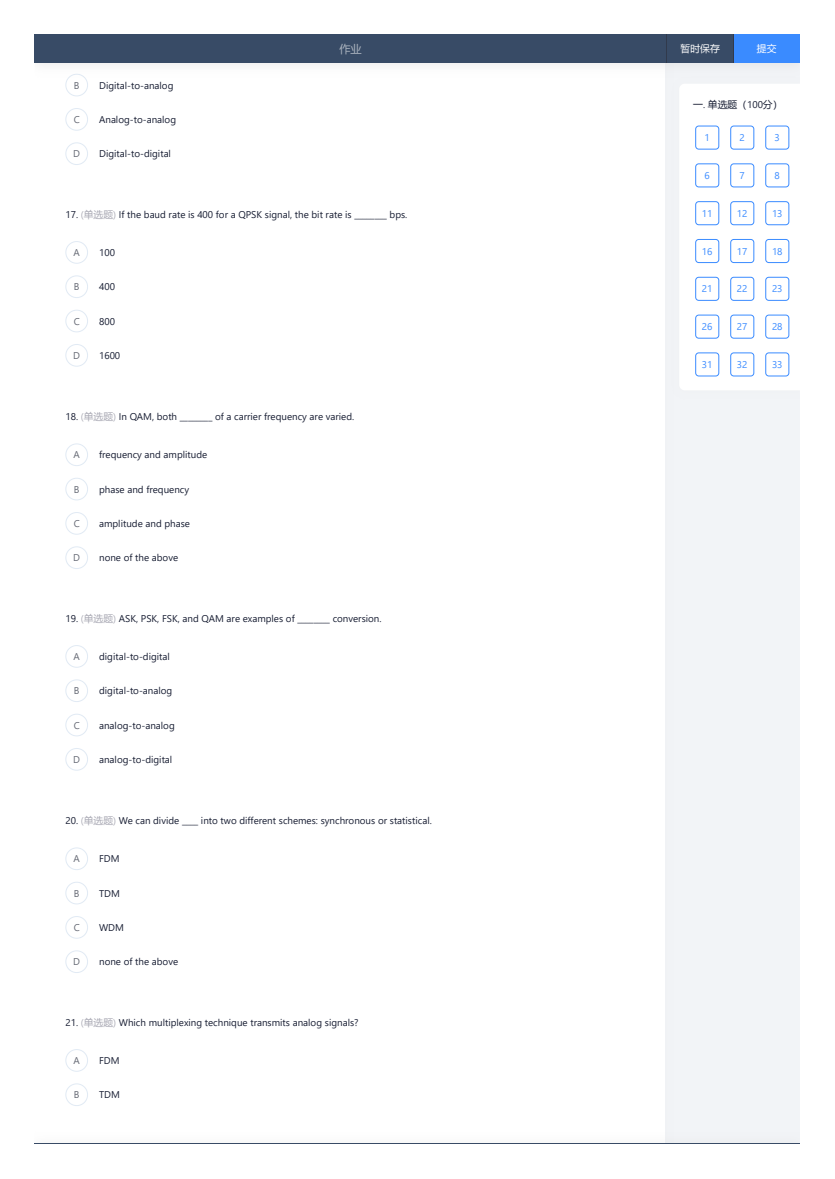 作业
暂时保存
提交
B Digital-to-analog
C Analog-to-analog
D Digital-to-digital
17. (单选题) If the baud rate is 400 for a QPSK signal, the bit rate is _______ bps.
A 100
B 400
C 800
D 1600
18. (单选题) In QAM, both _______ of a carrier frequency are varied.
A frequency and amplitude
B phase and frequency
C amplitude and phase
D none of the above
19. (单选题) ASK, PSK, FSK, and QAM are examples of _______ conversion.
A digital-to-digital
B digital-to-analog
C analog-to-analog
D analog-to-digital
20. (单选题) We can divide ___ into two different schemes: synchronous or statistical.
A FDM
B TDM
C WDM
D none of the above
21. (单选题) Which multiplexing technique transmits analog signals?
A FDM
B TDM
一. 单选题（100分）
1 2 3
6 7 8
11 12 13
16 17 18
21 22 23
26 27 28
31 32 33